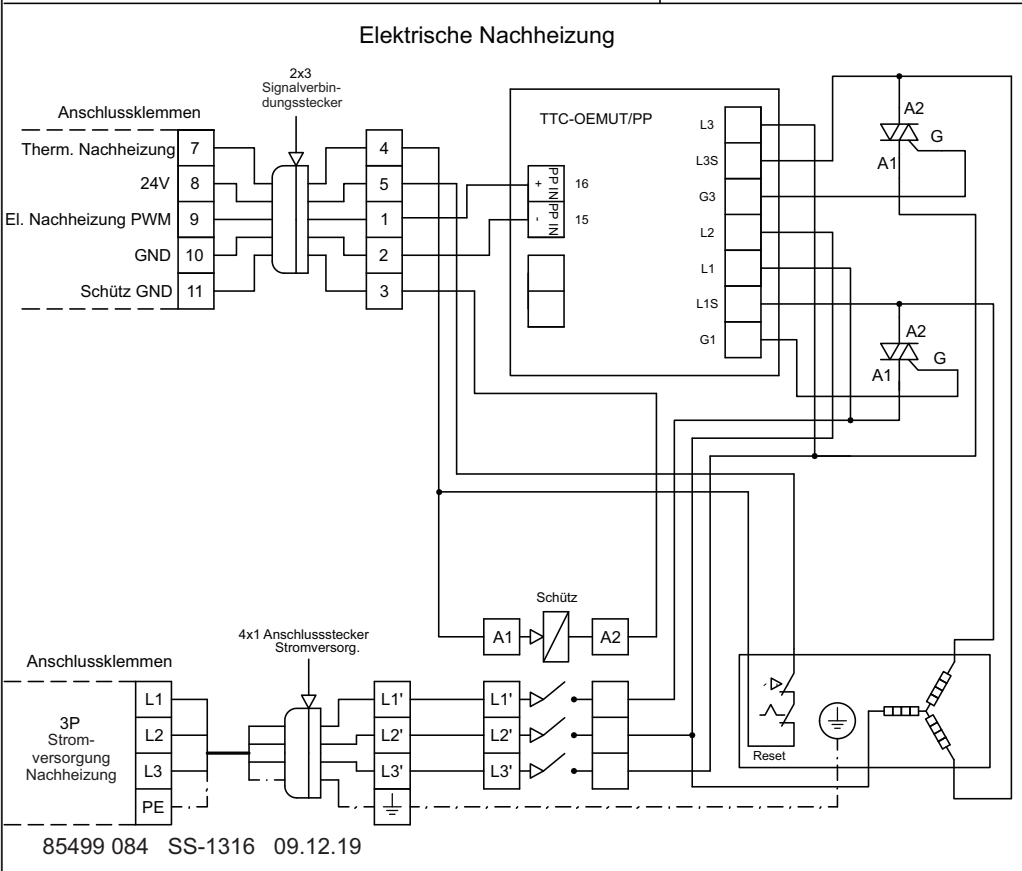 Elektrische Nachheizung
2x3
Signalverbin-
dungsstecker
Anschlussklemmen
Therm. Nachheizung 7
24V 8
El. Nachheizung PWM 9
GND 10
Schütz GND 11
4
5
1
2
3
TTC-OEMUT/PP
+ PP IN 16
- PP IN 15
L3
L3S
G3
L2
L1
L1S
G1
A2
G
A1
A2
G
A1
Schütz
A1 A2
4x1 Anschlussstecker
Stromversorg.
Anschlussklemmen
3P
Strom-
versorgung
Nachheizung
L1
L2
L3
PE
L1'
L2'
L3'
L1'
L2'
L3'
Reset
85499 084 SS-1316 09.12.19